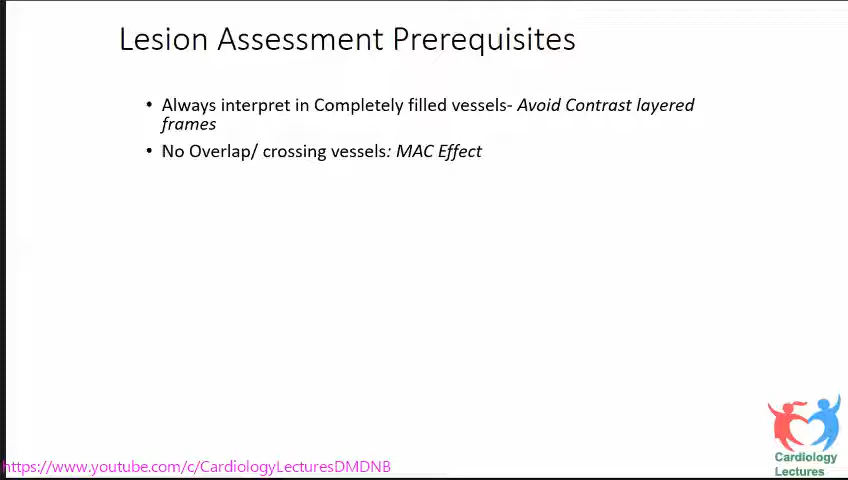 Lesion Assessment Prerequisites
• Always interpret in Completely filled vessels- Avoid Contrast layered
frames
• No Overlap/ crossing vessels: MAC Effect
Cardiology
Lectures
https://www.youtube.com/c/CardiologyLecturesDMDNB